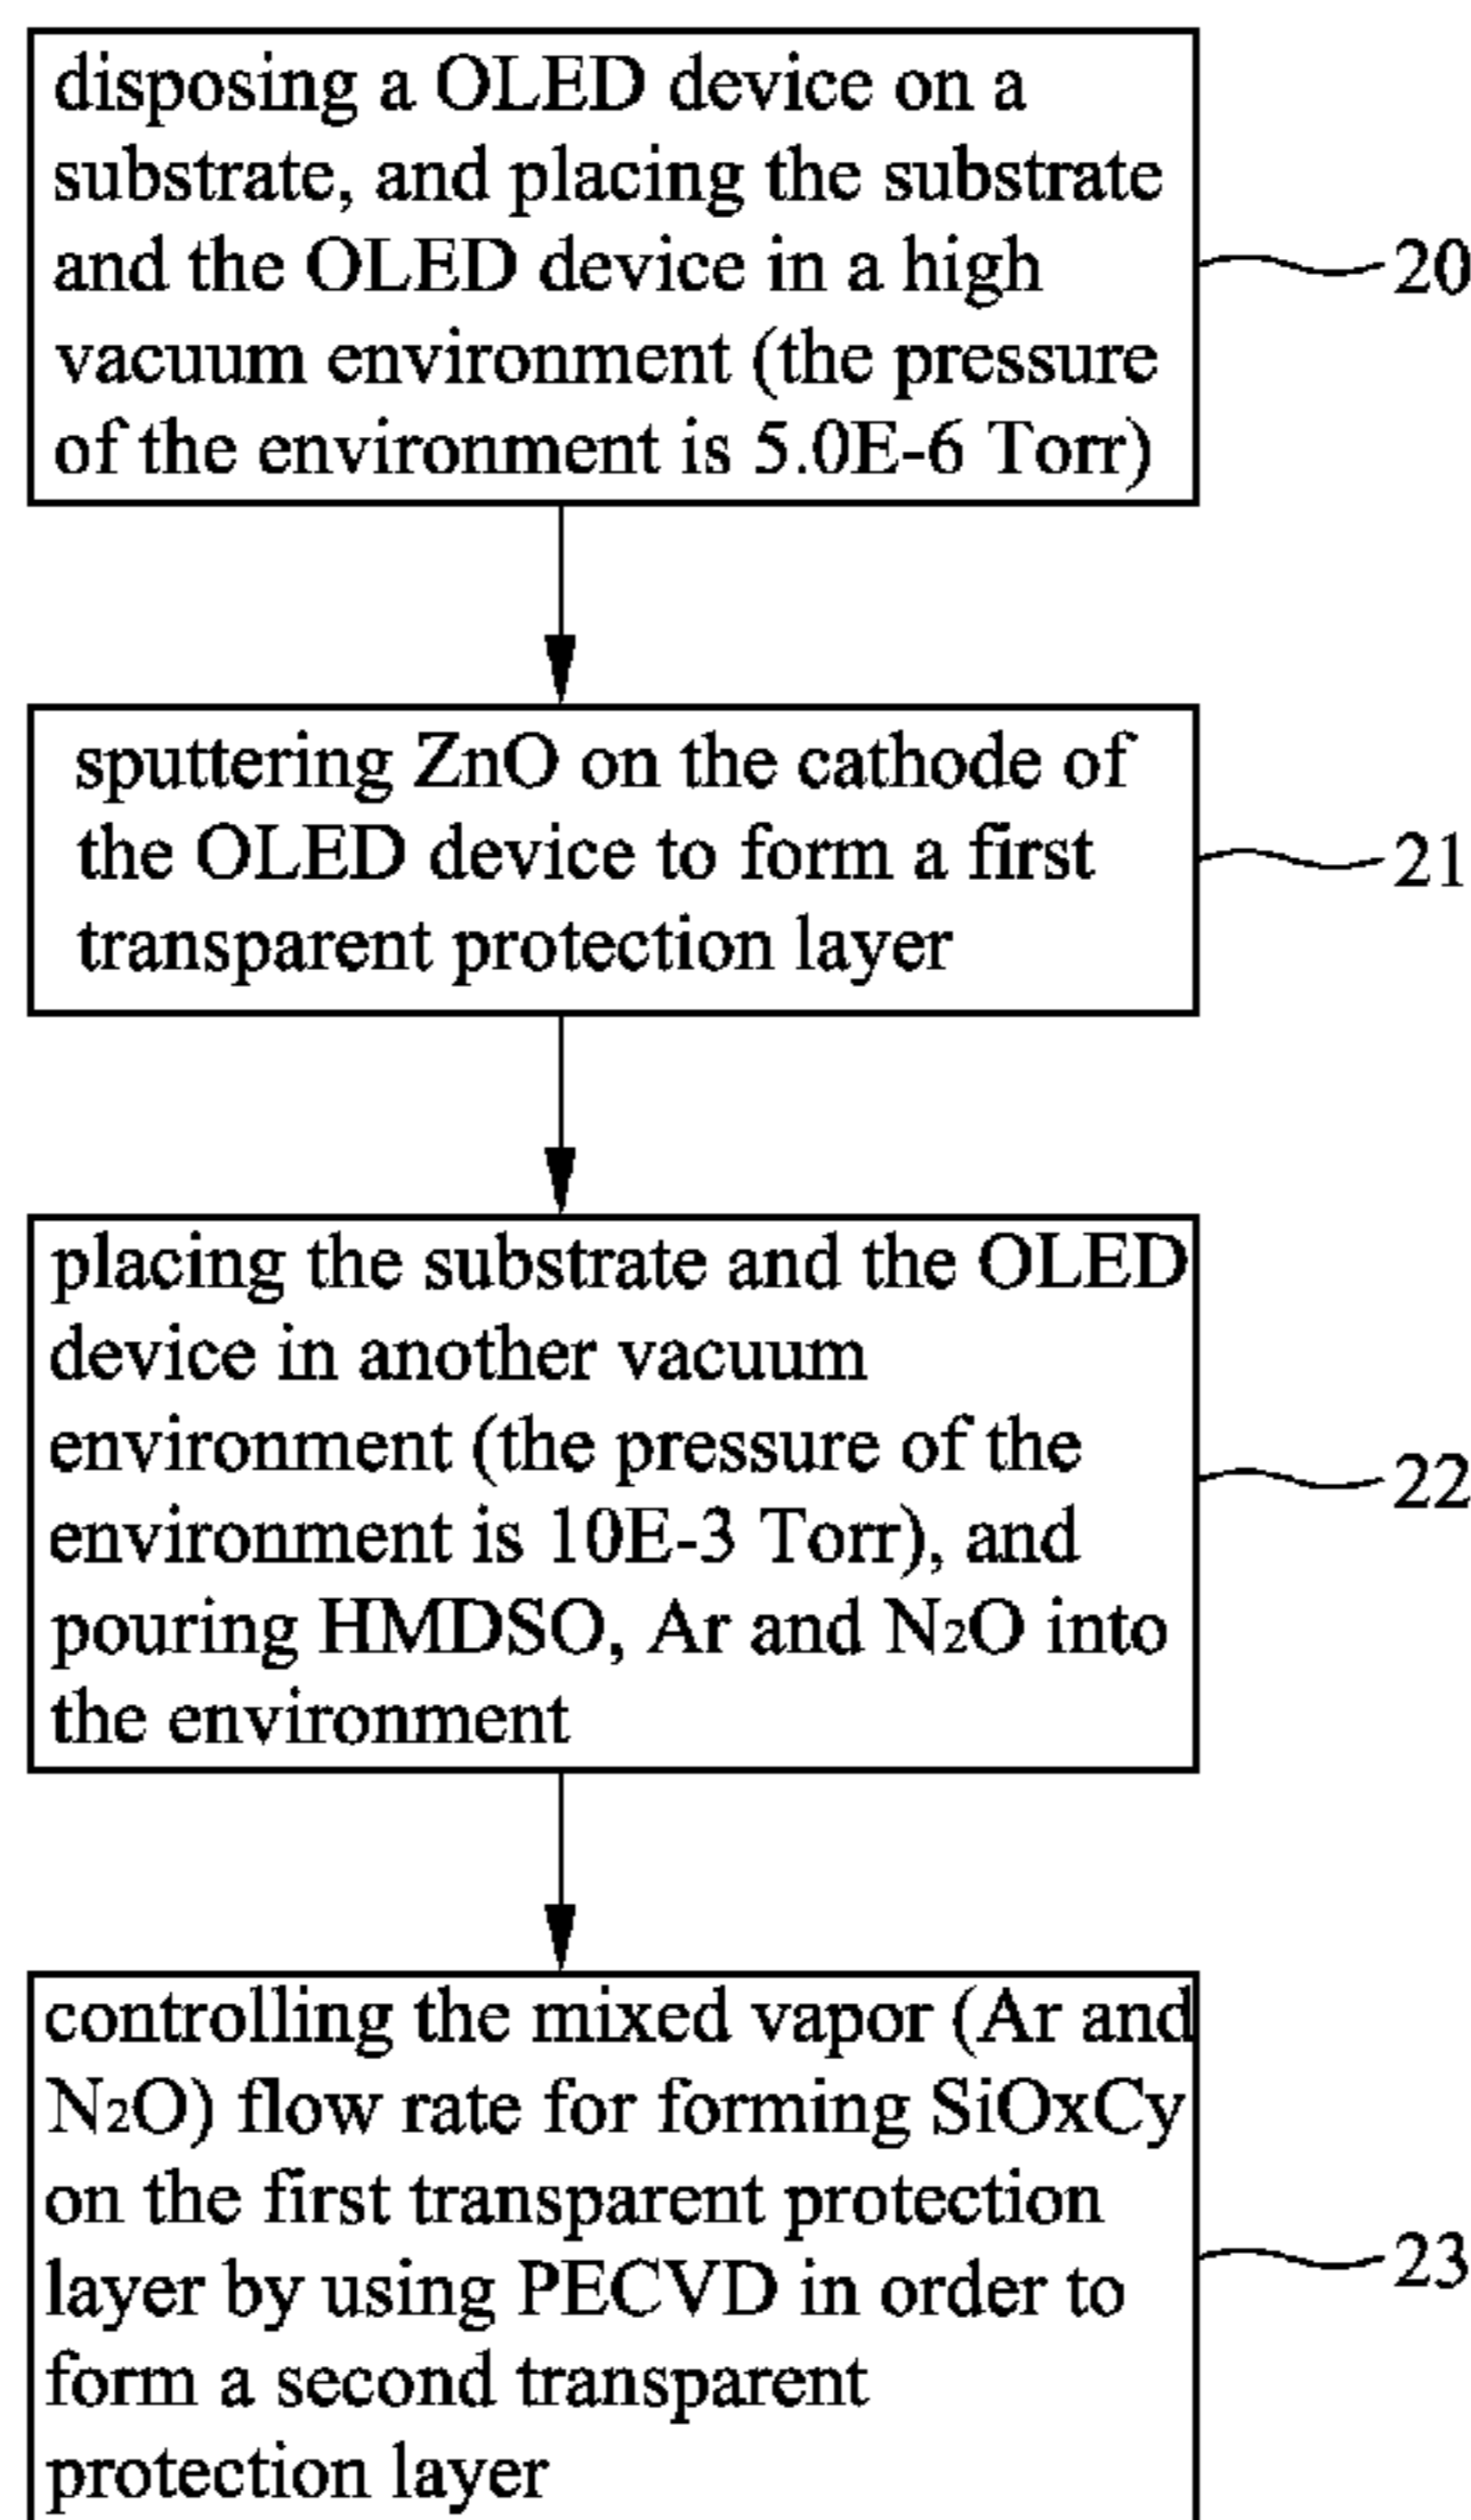 disposing a OLED device on a
substrate, and placing the substrate
and the OLED device in a high
vacuum environment (the pressure
of the environment is 5.0E-6 Torr)
20
sputtering ZnO on the cathode of
the OLED device to form a first
transparent protection layer
21
placing the substrate and the OLED
device in another vacuum
environment (the pressure of the
environment is 10E-3 Torr), and
pouring HMDSO, Ar and N2O into
the environment
22
controlling the mixed vapor (Ar and
N2O) flow rate for forming SiOxCy
on the first transparent protection
layer by using PECVD in order to
form a second transparent
protection layer
23